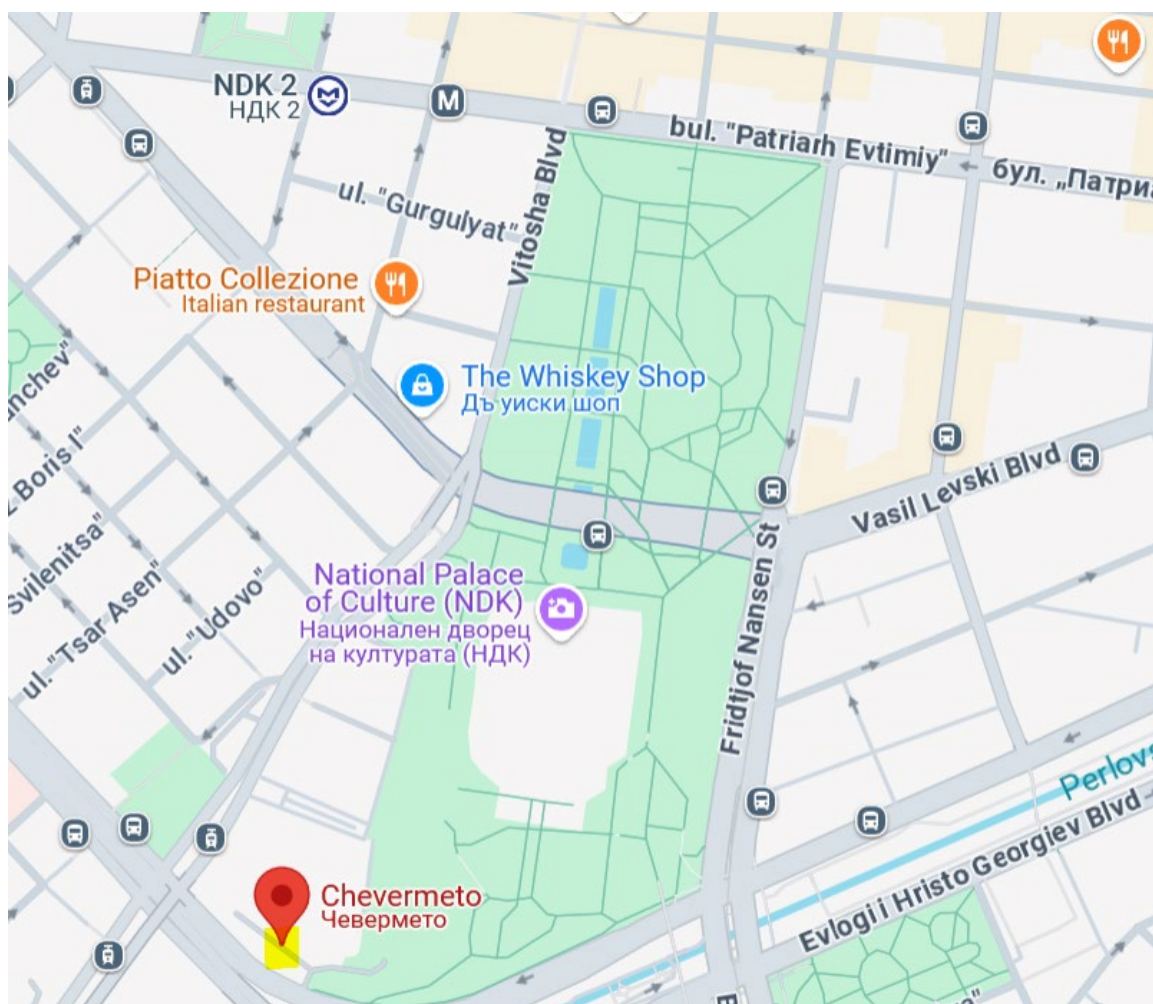 NDK 2
НДК 2
M
bul. "Patriarh Evtimiy"
бул. „Патриа
ul. "Gurgulyat"
Vitosha Blvd
Piatto Collezione
Italian restaurant
The Whiskey Shop
Дъ уиски шоп
anchev"
Boris I"
Svilenitsa"
ul. "Tsar Asen"
ul. "Udovo"
Vasil Levski Blvd
Fridtjof Nansen St
National Palace
of Culture (NDK)
Национален дворец
на културата (НДК)
Perlovs
Evlogi i Hristo Georgiev Blvd
Chevermeto
Чевермето